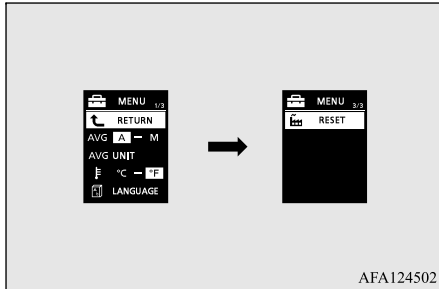 MENU 1/3
RETURN
AVG A – M
AVG UNIT
°C – °F
LANGUAGE
MENU 3/3
RESET
AFA124502